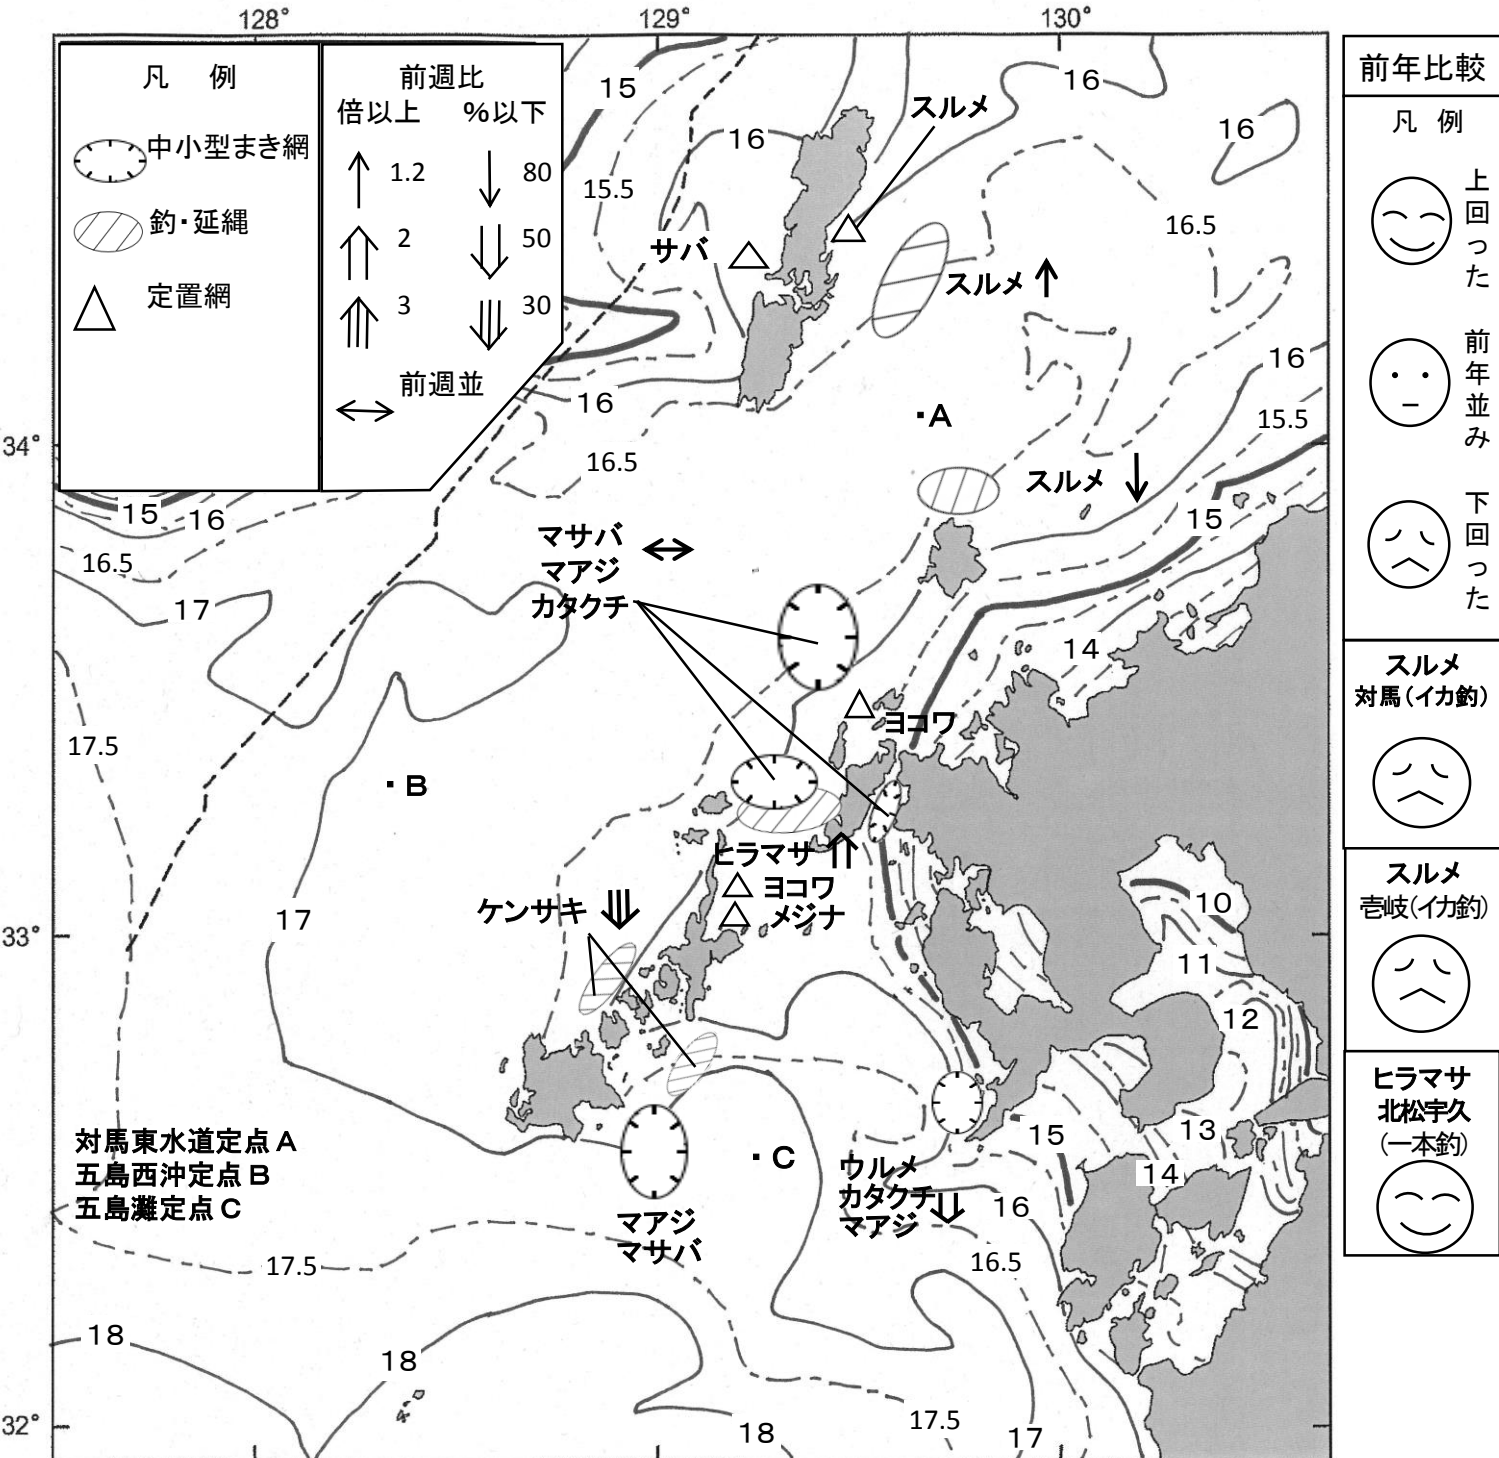 128°
129°
130°
34°
33°
32°
凡 例
中小型まき網
釣・延縄
定置網
前週比
倍以上 %以下
1.2 80
2 50
3 30
前週並
前年比較
凡 例
上回った
前年並み
下回った
スルメ
対馬(イカ釣)
スルメ
壱岐(イカ釣)
ヒラマサ
北松宇久
(一本釣)
15
16
16
16
スルメ
15.5
16.5
サバ
スルメ
16
16
15.5
A
16.5
スルメ
15
16
15
16.5
マサバ
マアジ
カタクチ
17
14
17.5
ヨコワ
B
ヒラマサ
ヨコワ
メジナ
ケンサキ
17
10
11
12
13
14
15
対馬東水道定点A
五島西沖定点B
五島灘定点C
C
ウルメ
カタクチ
マアジ
マアジ
マサバ
16
16.5
17.5
18
18
18
17.5
17